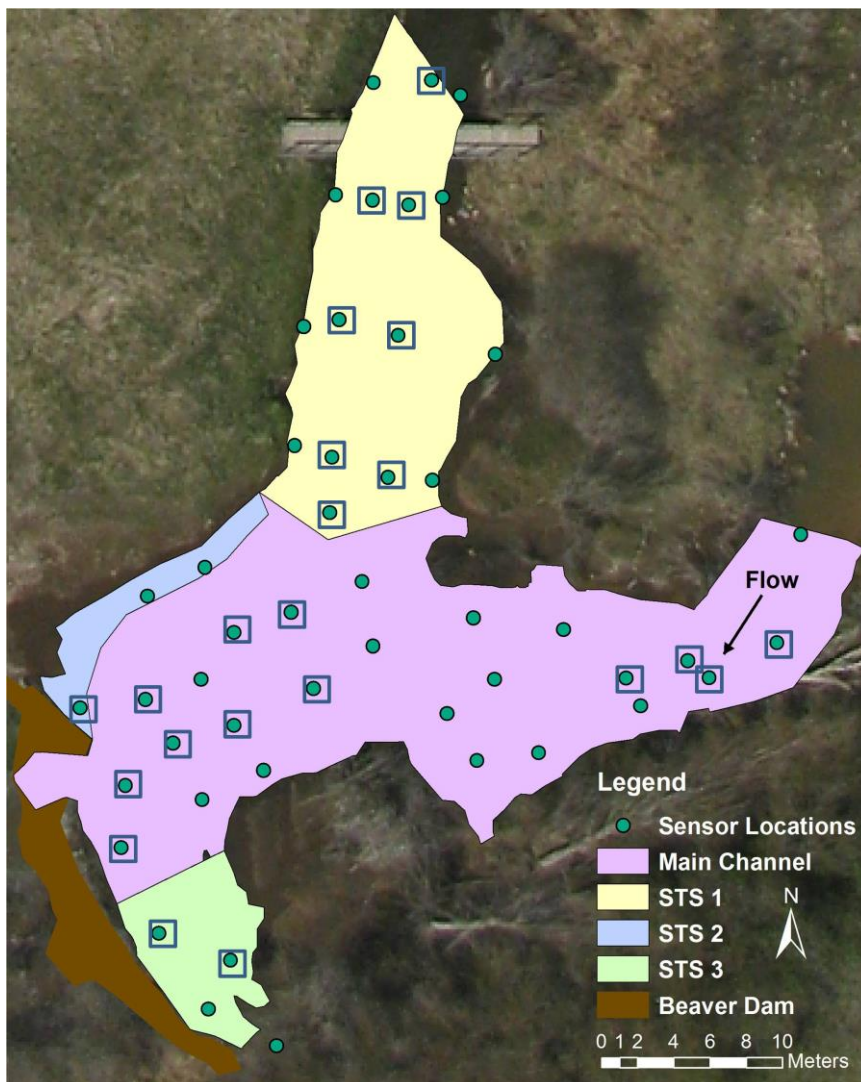 Flow
Legend
Sensor Locations
Main Channel
STS 1
STS 2
STS 3
Beaver Dam
N
0 1 2 4 6 8 10
Meters